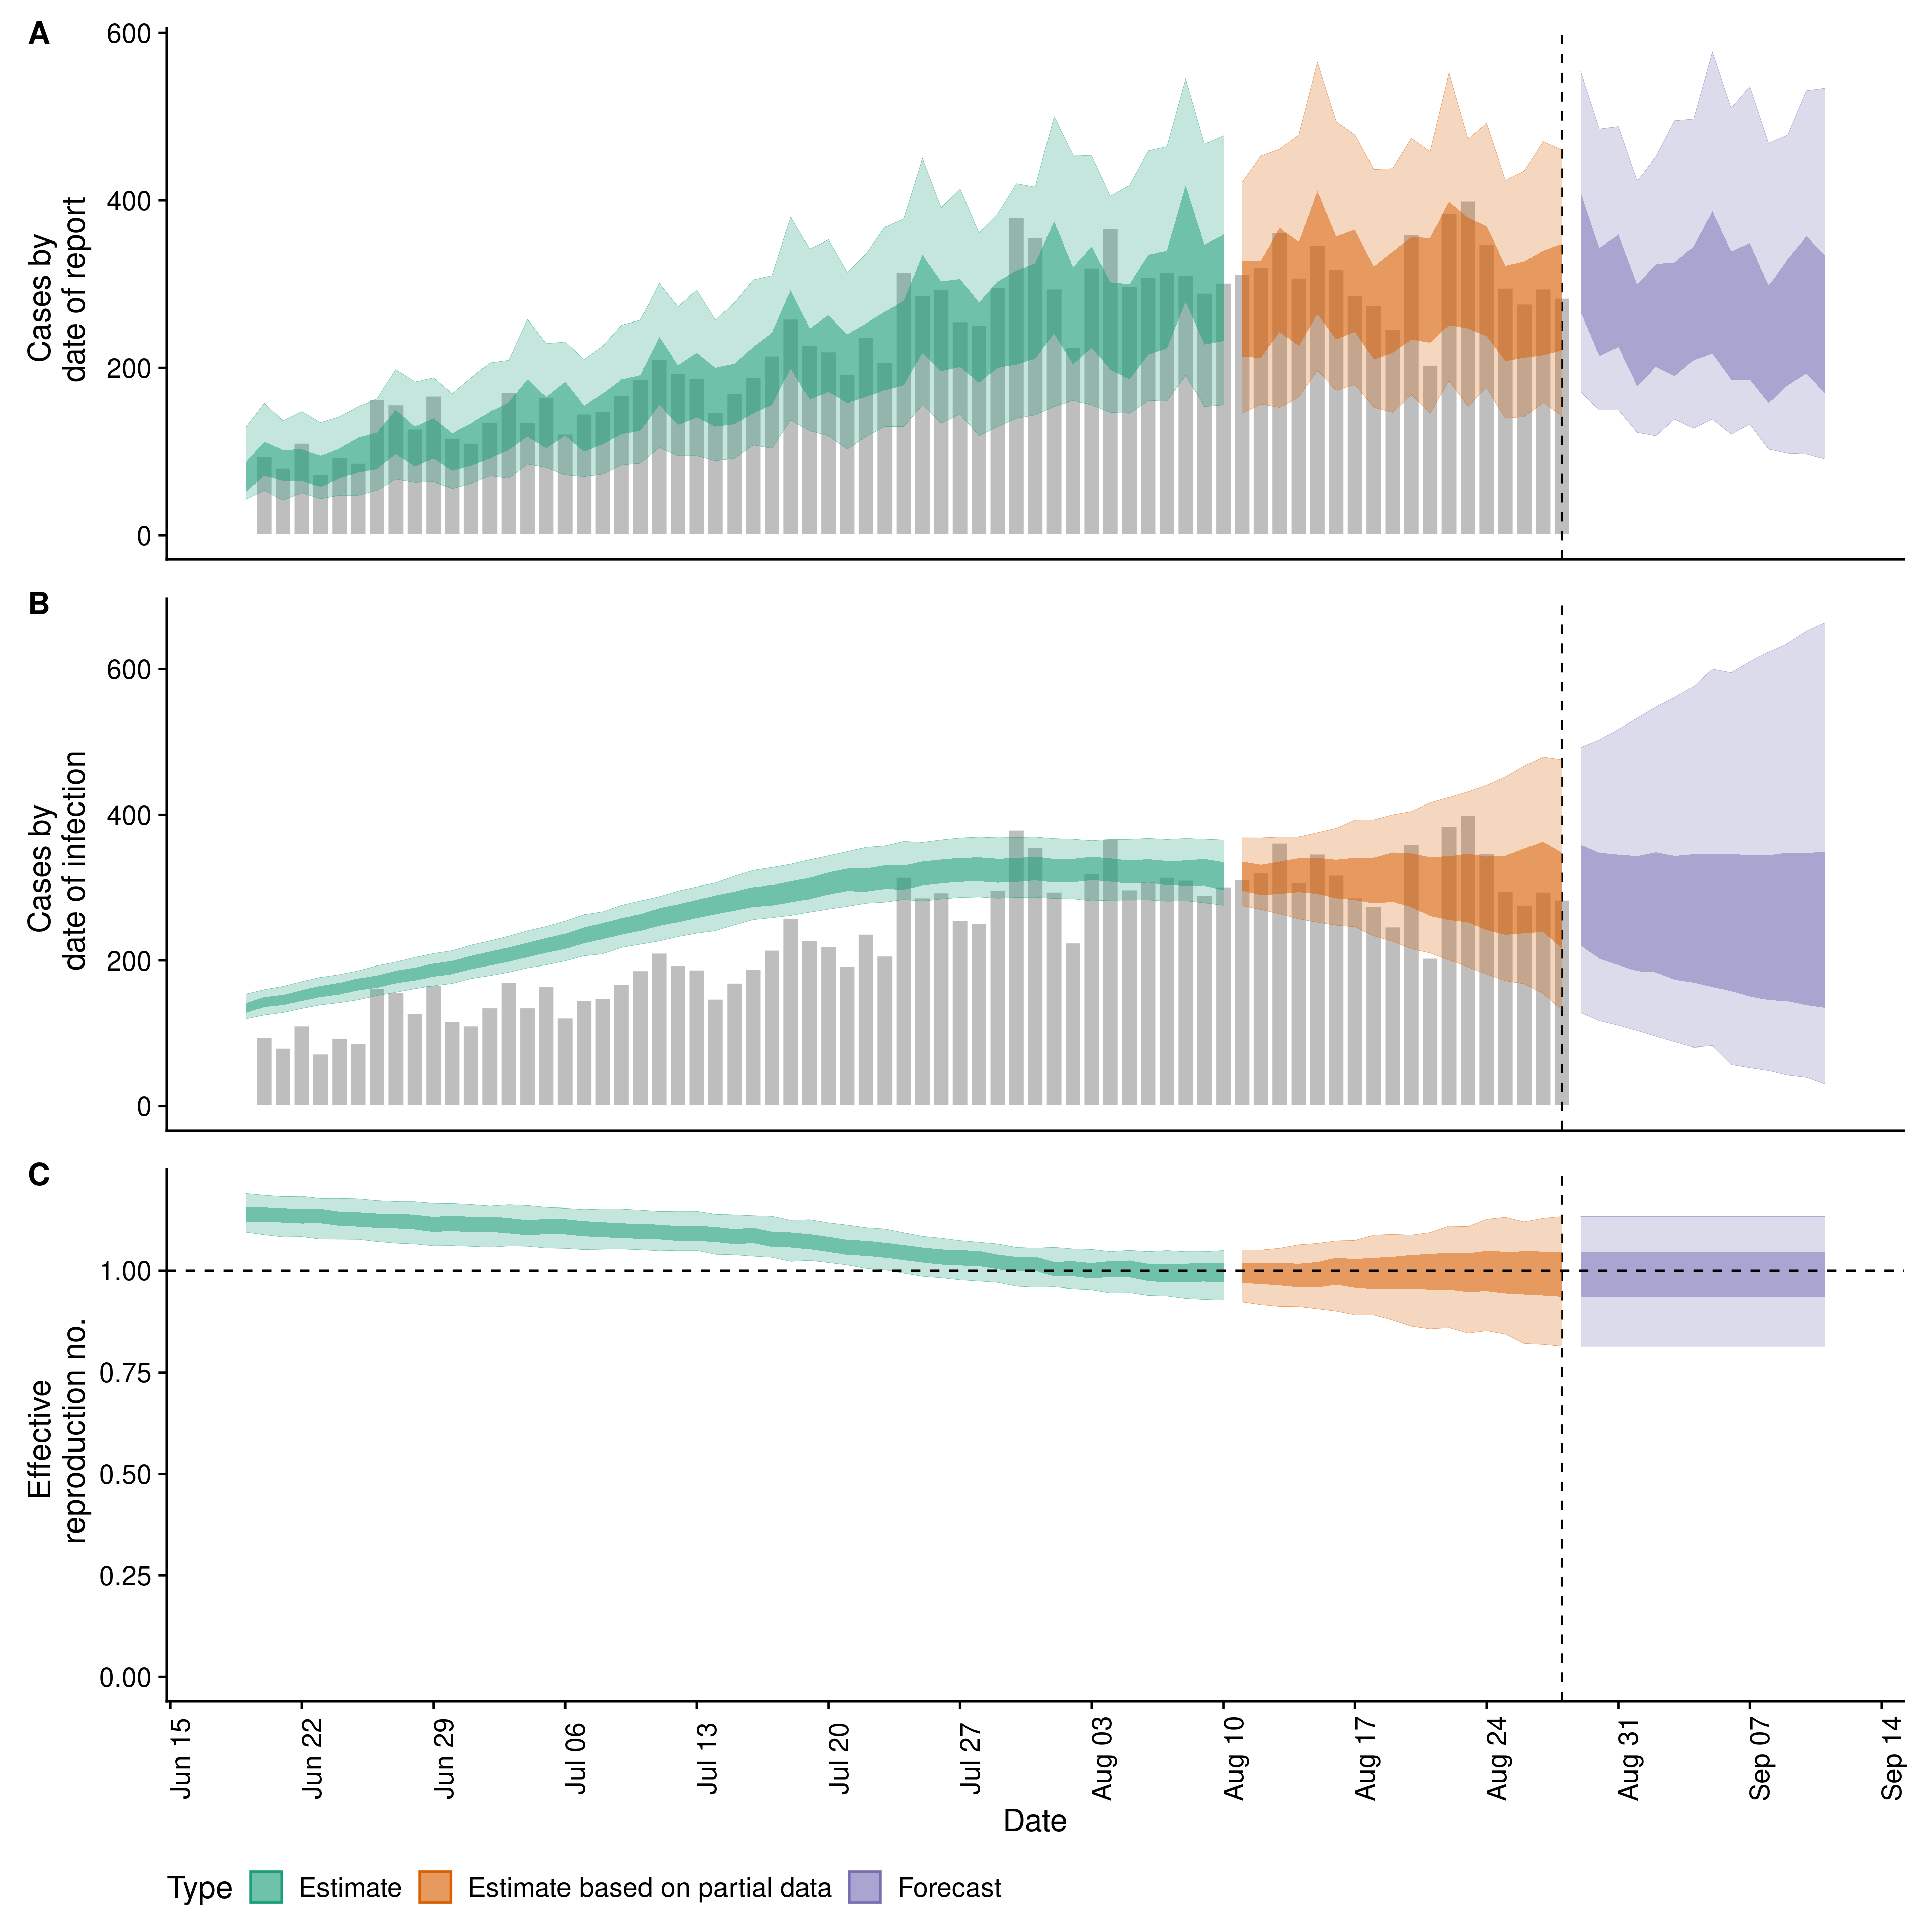 A
Cases by
date of report
600
400
200
0
B
Cases by
date of infection
600
400
200
0
C
Effective
reproduction no.
1.00
0.75
0.50
0.25
0.00
Jun 15
Jun 22
Jun 29
Jul 06
Jul 13
Jul 20
Jul 27
Aug 03
Aug 10
Aug 17
Aug 24
Aug 31
Sep 07
Sep 14
Date
Type Estimate Estimate based on partial data Forecast